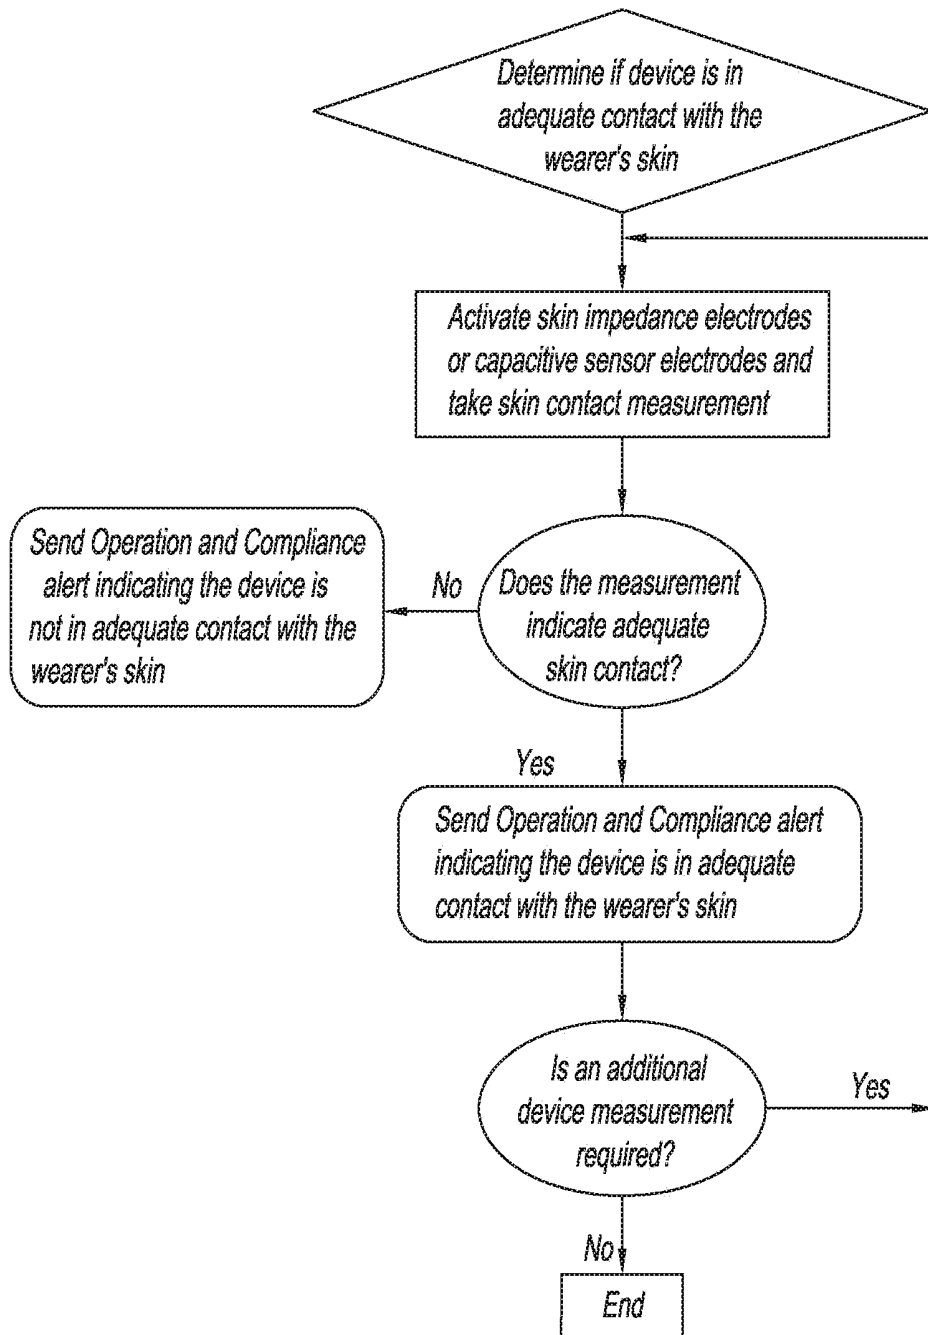 Determine if device is in
adequate contact with the
wearer's skin
Activate skin impedance electrodes
or capacitive sensor electrodes and
take skin contact measurement
Send Operation and Compliance
alert indicating the device is
not in adequate contact with the
wearer's skin
No
Does the measurement
indicate adequate
skin contact?
Yes
Send Operation and Compliance alert
indicating the device is in adequate
contact with the wearer's skin
Is an additional
device measurement
required?
Yes
No
End